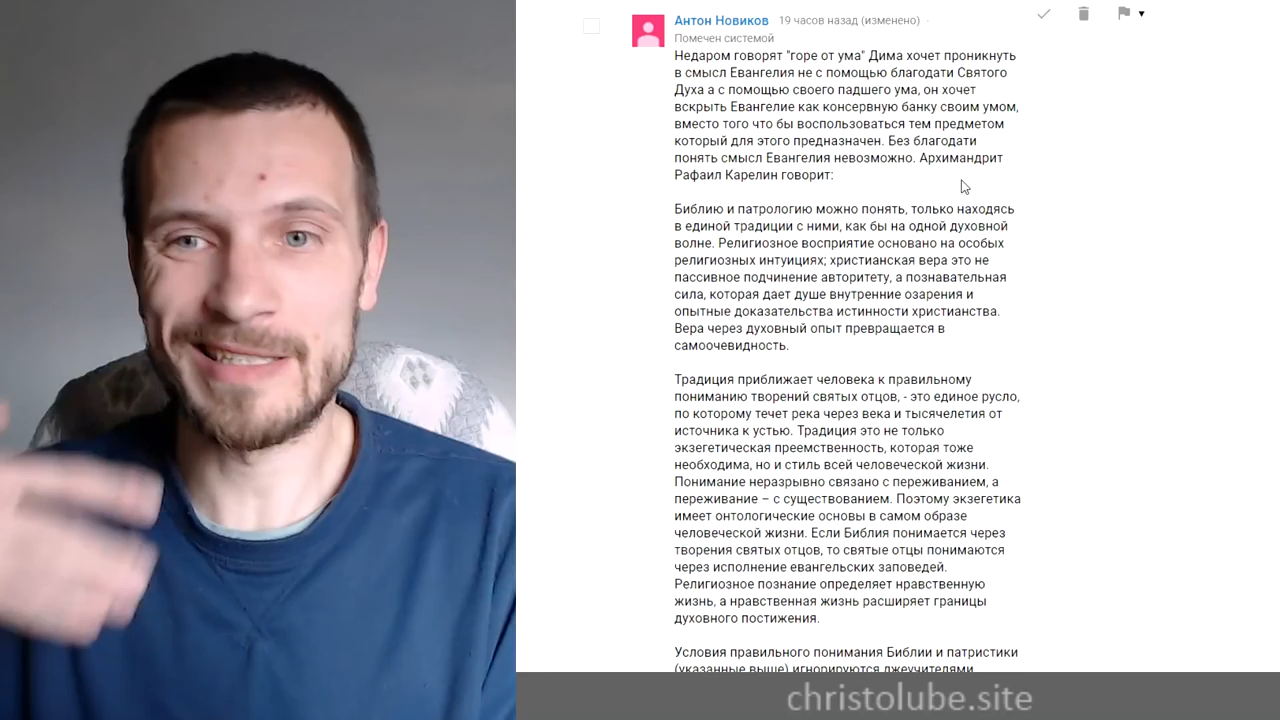 Антон Новиков 19 часов назад (изменено) ·
Помечен системой
Недаром говорят "горе от ума" Дима хочет проникнуть
в смысл Евангелия не с помощью благодати Святого
Духа а с помощью своего падшего ума, он хочет
вскрыть Евангелие как консервную банку своим умом,
вместо того что бы воспользоваться тем предметом
который для этого предназначен. Без благодати
понять смысл Евангелия невозможно. Архимандрит
Рафаил Карелин говорит:
Библию и патрологию можно понять, только находясь
в единой традиции с ними, как бы на одной духовной
волне. Религиозное восприятие основано на особых
религиозных интуициях; христианская вера это не
пассивное подчинение авторитету, а познавательная
сила, которая дает душе внутренние озарения и
опытные доказательства истинности христианства.
Вера через духовный опыт превращается в
самоочевидность.
Традиция приближает человека к правильному
пониманию творений святых отцов, - это единое русло,
по которому течет река через века и тысячелетия от
источника к устью. Традиция это не только
экзегетическая преемственность, которая тоже
необходима, но и стиль всей человеческой жизни.
Понимание неразрывно связано с переживанием, а
переживание – с существованием. Поэтому экзегетика
имеет онтологические основы в самом образе
человеческой жизни. Если Библия понимается через
творения святых отцов, то святые отцы понимаются
через исполнение евангельских заповедей.
Религиозное познание определяет нравственную
жизнь, а нравственная жизнь расширяет границы
духовного постижения.
Условия правильного понимания Библии и патристики
(указанные выше) игнорируются лжеучителями
christolube.site